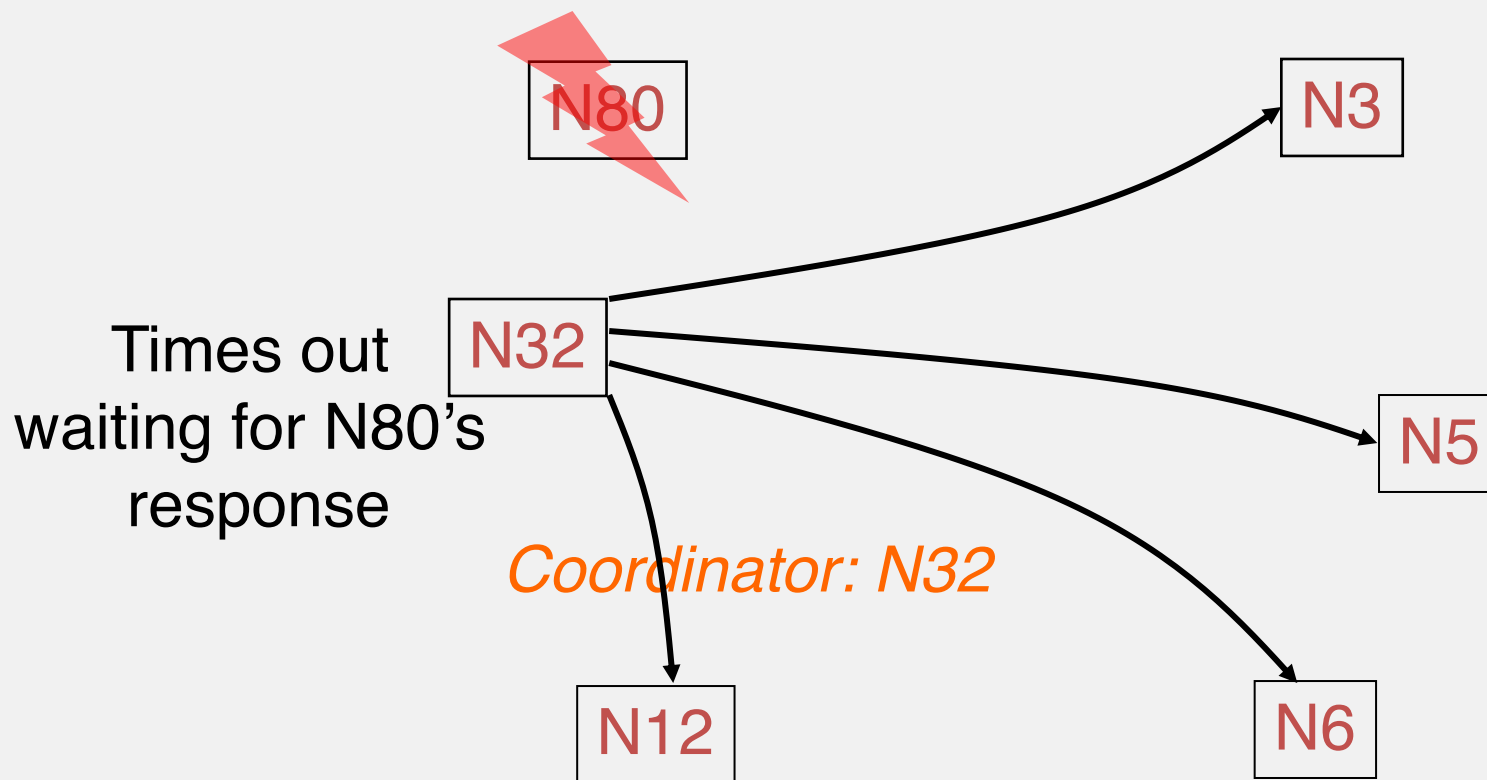 N80
N3
N32
Times out
waiting for N80’s
response
N5
Coordinator: N32
N12
N6